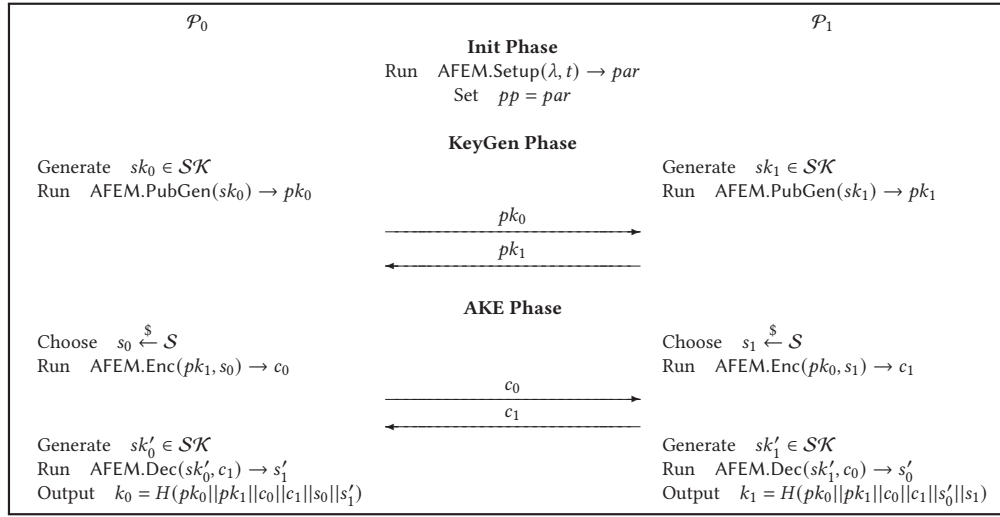 𝒫₀ 𝒫₁
Init Phase
Run AFEM.Setup(λ, t) → par
Set pp = par
KeyGen Phase
Generate sk₀ ∈ 𝒮𝒦 Generate sk₁ ∈ 𝒮𝒦
Run AFEM.PubGen(sk₀) → pk₀ Run AFEM.PubGen(sk₁) → pk₁
pk₀
pk₁
AKE Phase
Choose s₀ ←$ 𝒮 Choose s₁ ←$ 𝒮
Run AFEM.Enc(pk₁, s₀) → c₀ Run AFEM.Enc(pk₀, s₁) → c₁
c₀
c₁
Generate sk′₀ ∈ 𝒮𝒦 Generate sk′₁ ∈ 𝒮𝒦
Run AFEM.Dec(sk′₀, c₁) → s′₁ Run AFEM.Dec(sk′₁, c₀) → s′₀
Output k₀ = H(pk₀||pk₁||c₀||c₁||s₀||s′₁) Output k₁ = H(pk₀||pk₁||c₀||c₁||s′₀||s₁)